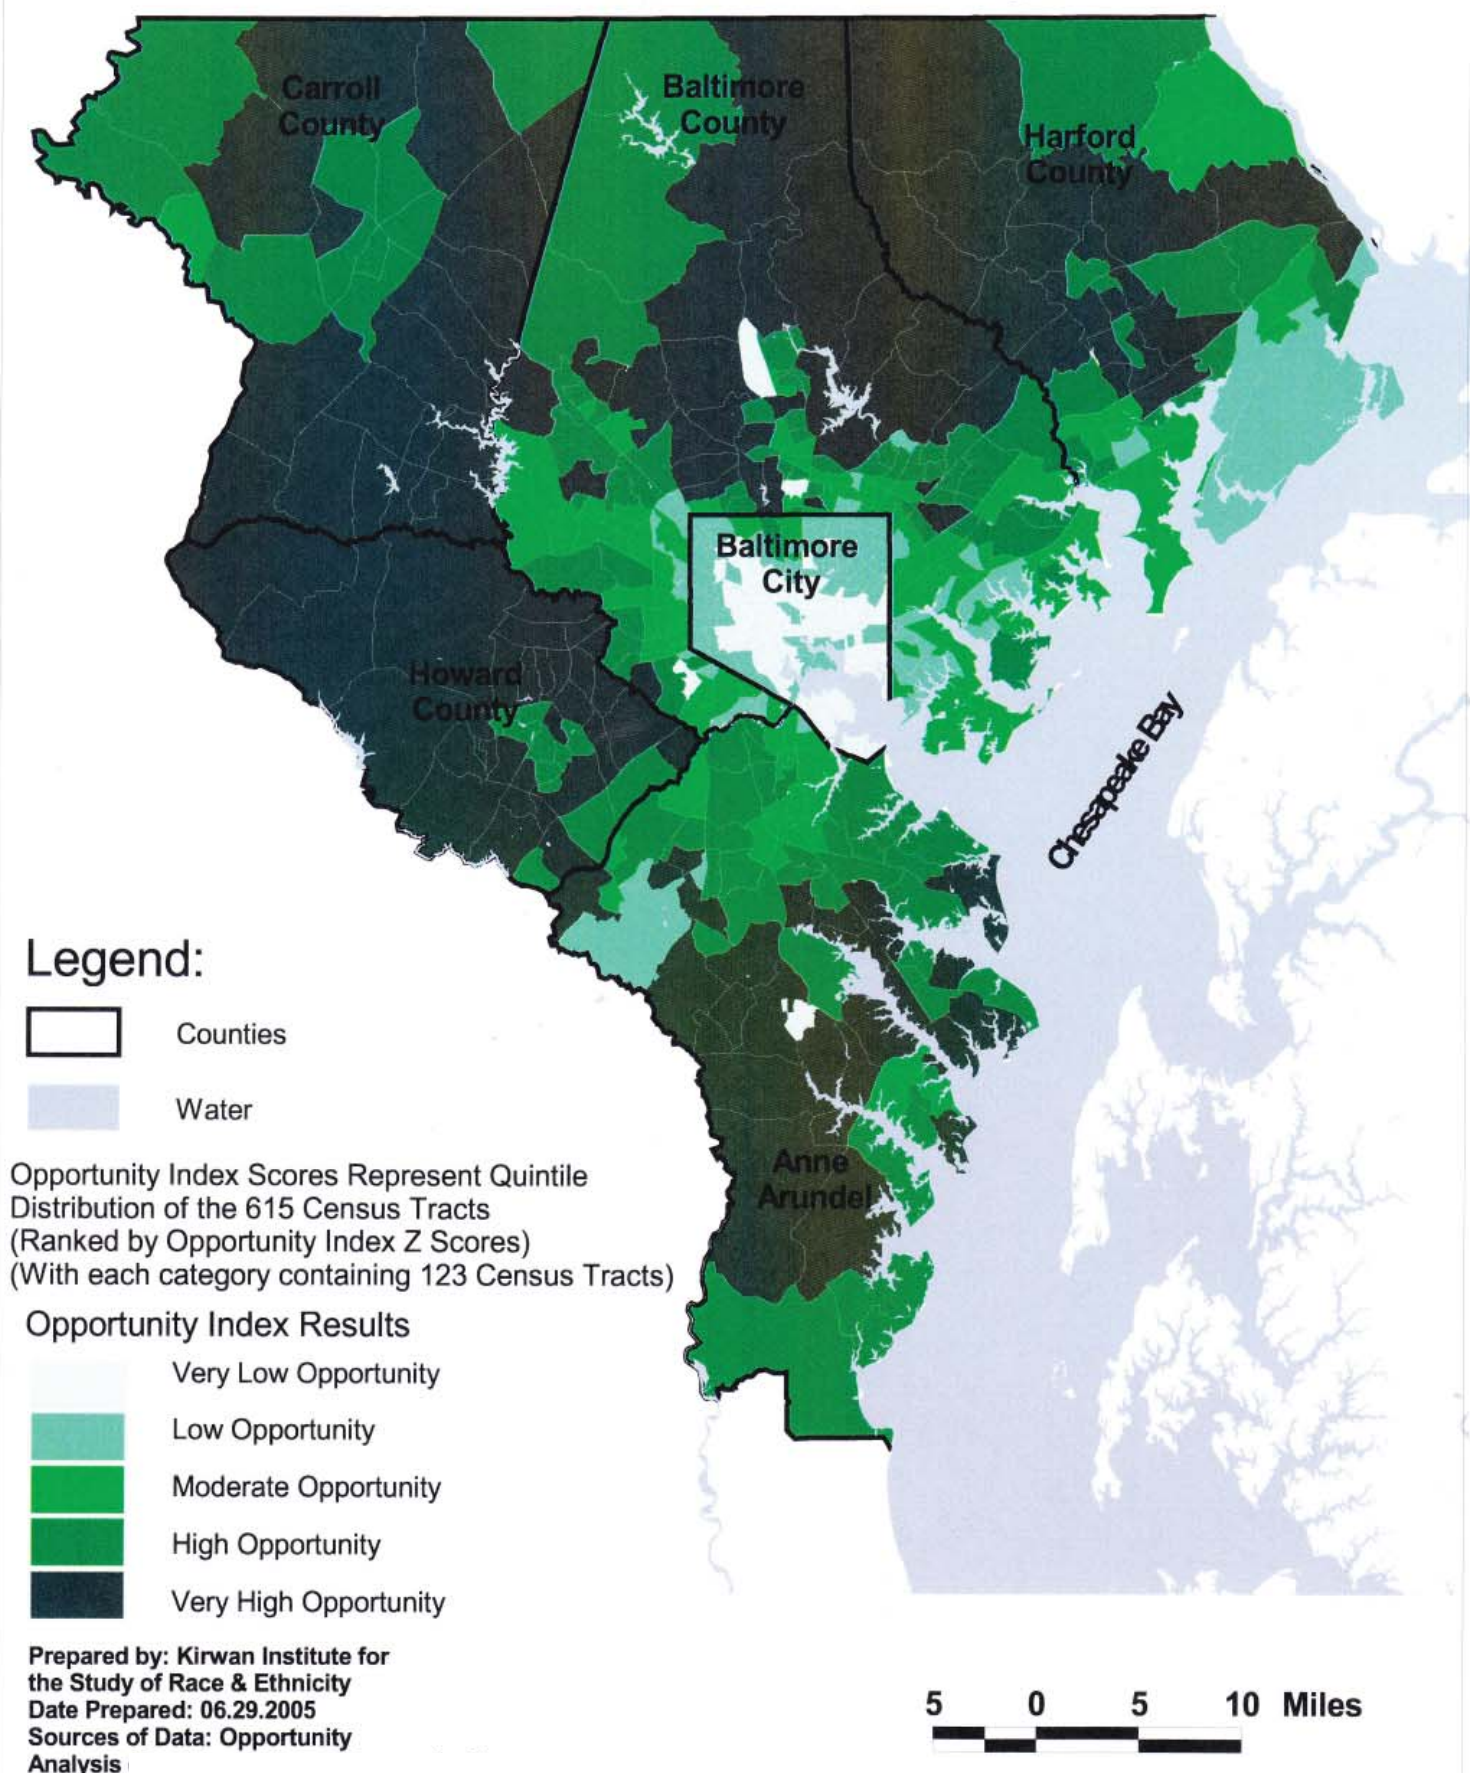 Carroll
County
Baltimore
County
Harford
County
Baltimore
City
Howard
County
Chesapeake Bay
Anne
Arundel
Legend:
Counties
Water
Opportunity Index Scores Represent Quintile
Distribution of the 615 Census Tracts
(Ranked by Opportunity Index Z Scores)
(With each category containing 123 Census Tracts)
Opportunity Index Results
Very Low Opportunity
Low Opportunity
Moderate Opportunity
High Opportunity
Very High Opportunity
Prepared by: Kirwan Institute for
the Study of Race & Ethnicity
Date Prepared: 06.29.2005
Sources of Data: Opportunity
Analysis
5 0 5 10 Miles